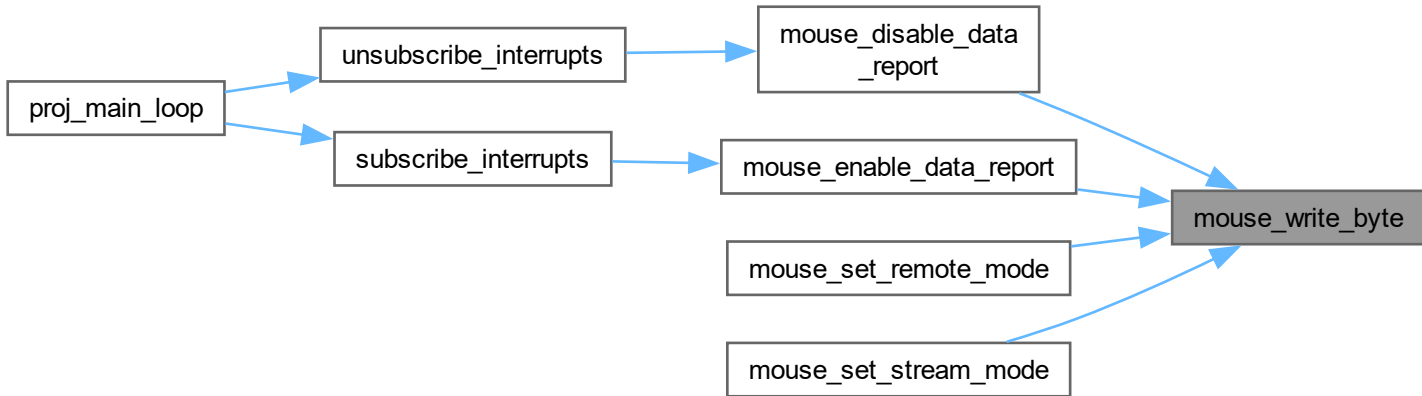 mouse_disable_data
_report
unsubscribe_interrupts
proj_main_loop
subscribe_interrupts
mouse_enable_data_report
mouse_write_byte
mouse_set_remote_mode
mouse_set_stream_mode